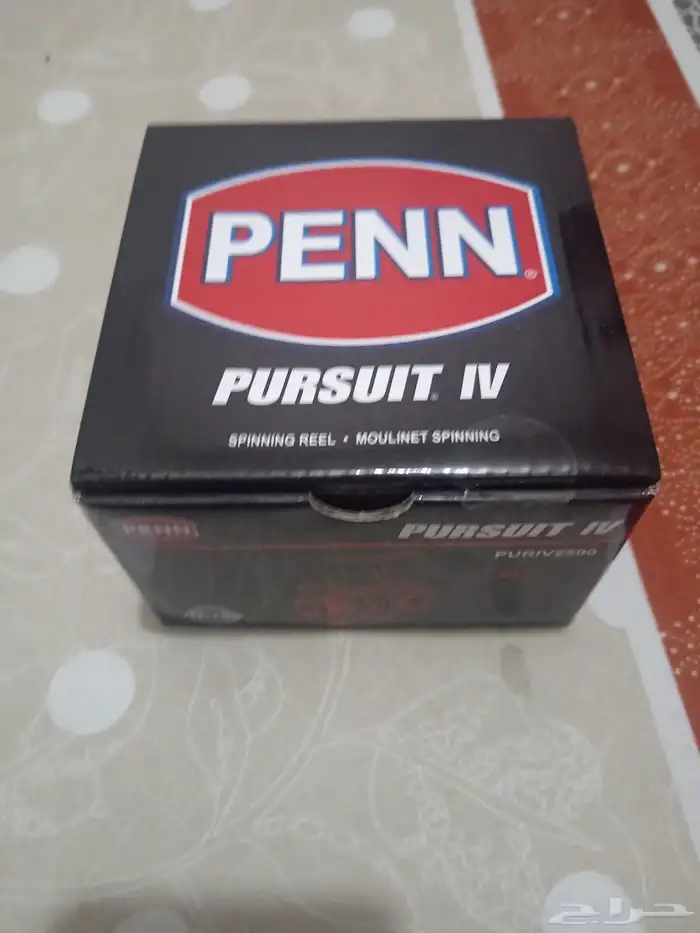 PENN®
PURSUIT IV
SPINNING REEL • MOULINET SPINNING
PENN
PURSUIT IV
PURIV2500
حراج